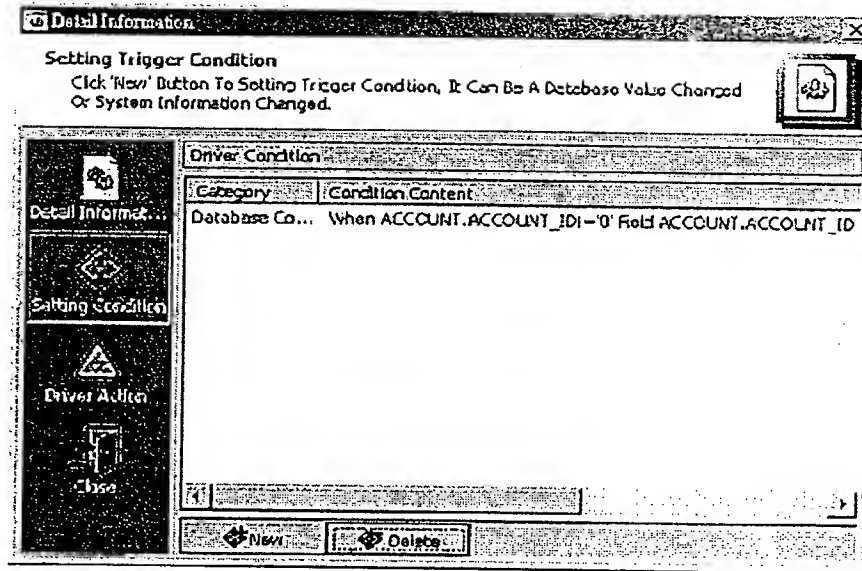 Detail Information
Setting Trigger Condition
Click 'New' Button To Setting Trigger Condtion, It Can Be A Database Value Changed
Or System Information Changed.
Driver Condition
Category Condition Content
Database Co... When ACCOUNT.ACCOUNT_ID!='0' Field ACCOUNT.ACCOUNT_ID
Detail Informat...
Setting Condition
Driver Action
Close
New Delete